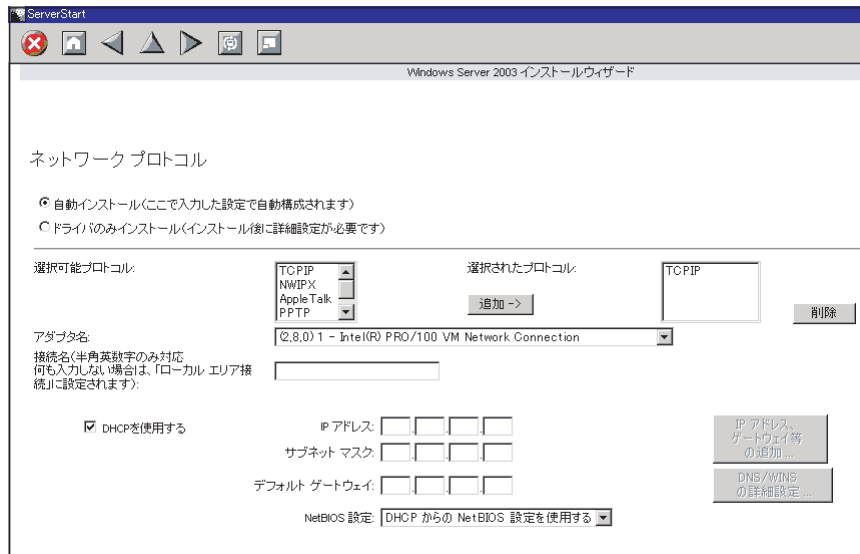 ServerStart
Windows Server 2003 インストールウィザード
ネットワーク プロトコル
自動インストール(ここで入力した設定で自動構成されます)
ドライバのみインストール(インストール後に詳細設定が必要です)
選択可能プロトコル:
TCPIP
NWIPX
AppleTalk
PPTP
選択されたプロトコル:
追加 ->
TCPIP
削除
アダプタ名:
(2,8,0) 1 - Intel(R) PRO/100 VM Network Connection
接続名(半角英数字のみ対応
何も入力しない場合は、「ローカル エリア接
続」に設定されます):
DHCPを使用する
IP アドレス:
サブネット マスク:
デフォルト ゲートウェイ:
NetBIOS 設定:
DHCP からの NetBIOS 設定を使用する
IP アドレス、
ゲートウェイ等
の追加 ...
DNS/WINS
の詳細設定 ...